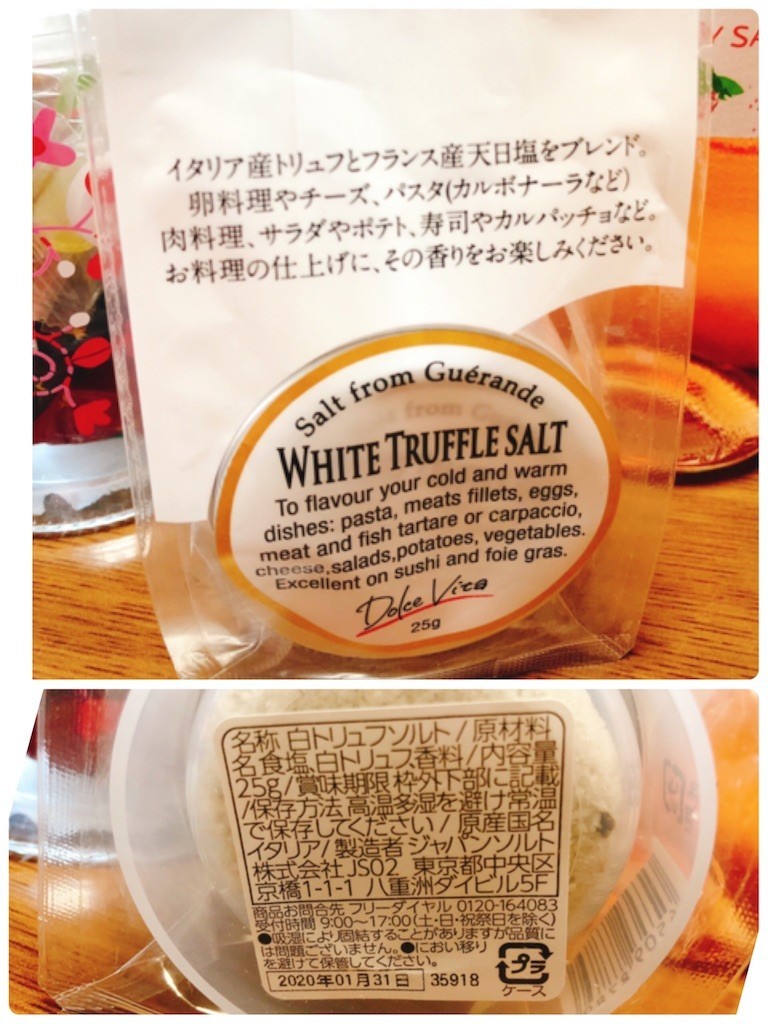 イタリア産トリュフとフランス産天日塩をブレンド。
卵料理やチーズ、パスタ(カルボナーラなど)
肉料理、サラダやポテト、寿司やカルパッチョなど。
お料理の仕上げに、その香りをお楽しみください。
Salt from Guérande
WHITE TRUFFLE SALT
To flavour your cold and warm
dishes: pasta, meats fillets, eggs,
meat and fish tartare or carpaccio,
cheese,salads,potatoes, vegetables.
Excellent on sushi and foie gras.
Dolce Vita
25g
名称 白トリュフソルト/原材料
名 食塩、白トリュフ、香料/内容量
25g/賞味期限 枠外下部に記載
/保存方法 高温多湿を避け常温
で保存してください/原産国名
イタリア/製造者 ジャパンソルト
株式会社 JS02 東京都中央区
京橋1-1-1 八重洲ダイビル5F
商品お問合先 フリーダイヤル 0120-164083
受付時間 9:00~17:00(土・日・祝祭日を除く)
●吸湿により固結することがありますが品質に
は問題ございません。●におい移り
を避けて保管してください。
2020年01月31日 35918
プラ
ケース